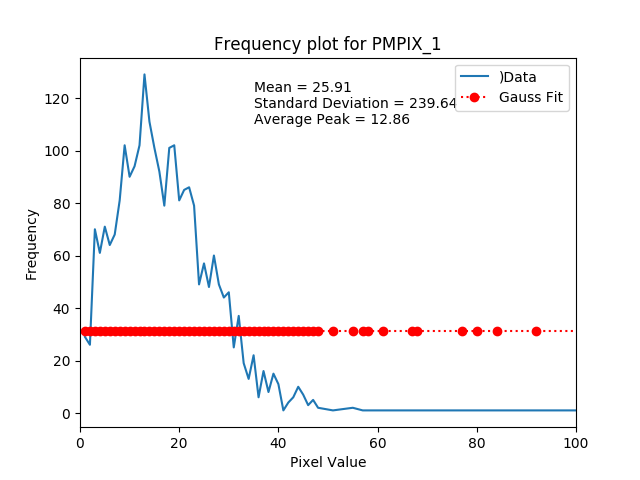 Frequency plot for PMPIX_1
Mean = 25.91
Standard Deviation = 239.64
Average Peak = 12.86
)Data
Gauss Fit
Frequency
120
100
80
60
40
20
0
0 20 40 60 80 100
Pixel Value